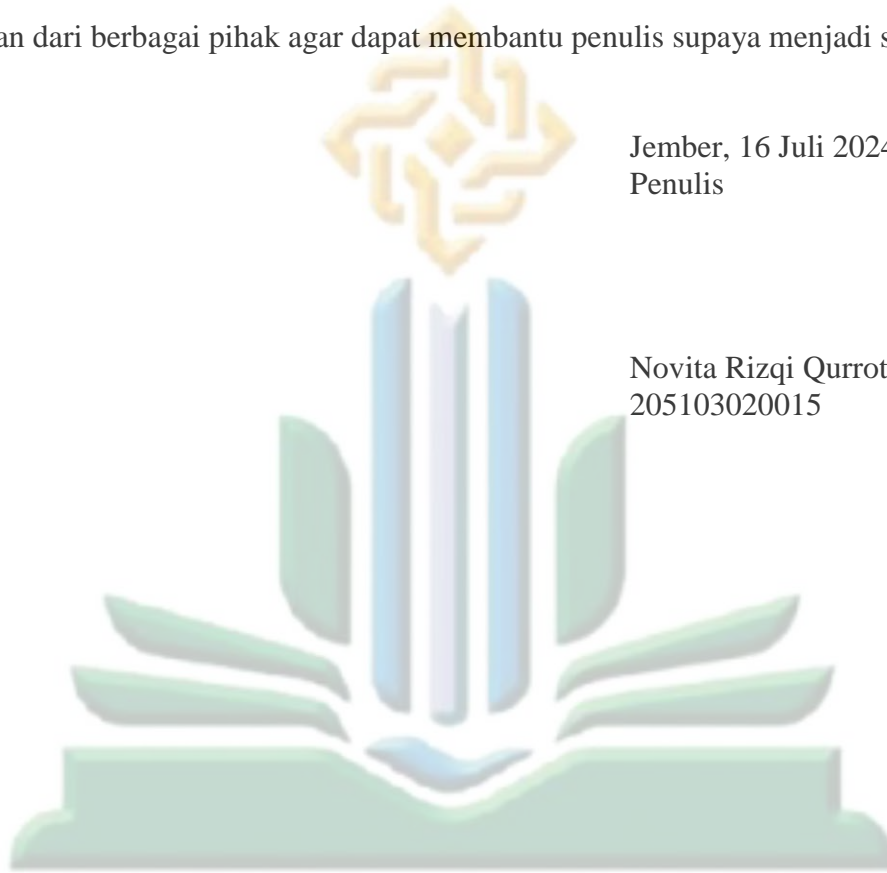 an dari berbagai pihak agar dapat membantu penulis supaya menjadi
Jember, 16 Juli 2024
Penulis
Novita Rizqi Qurrot
205103020015